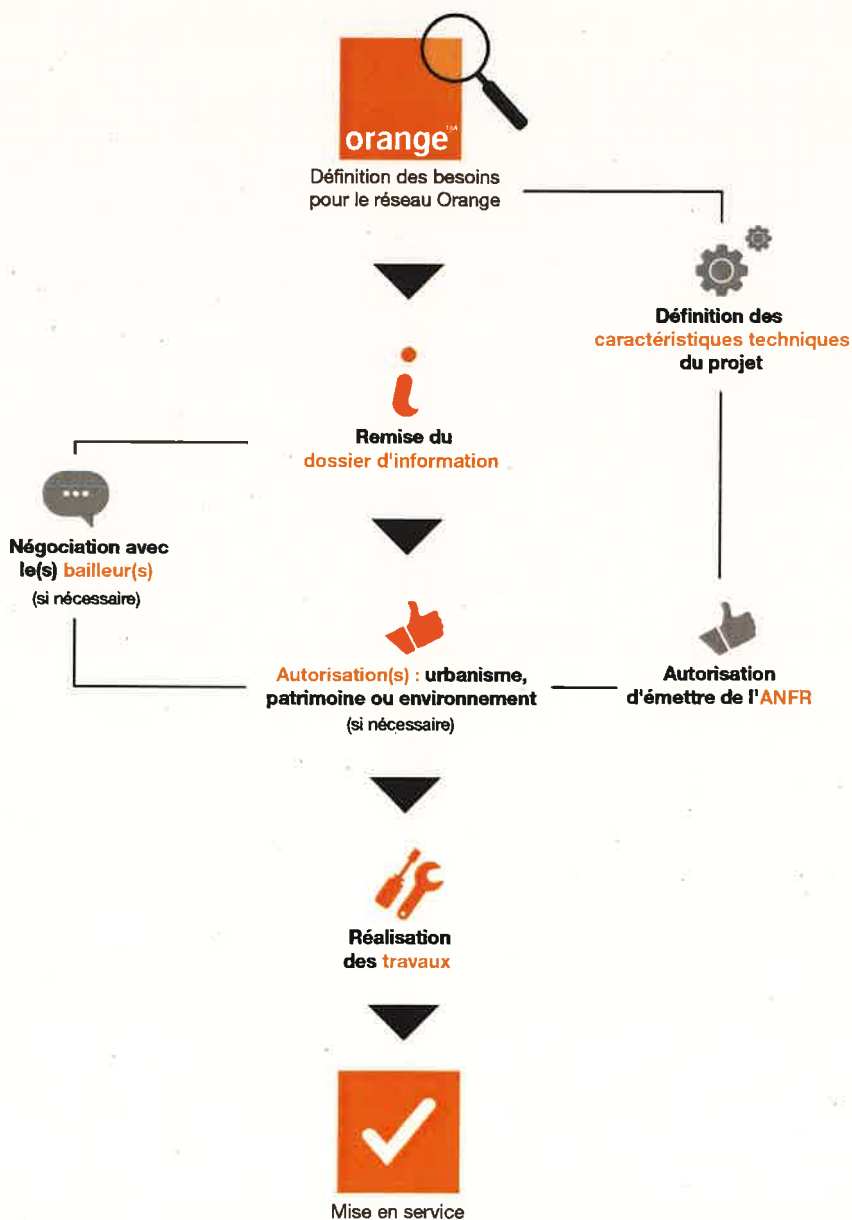 orange
Définition des besoins
pour le réseau Orange
Définition des
caractéristiques techniques
du projet
Remise du
dossier d'information
Négociation avec
le(s) bailleur(s)
(si nécessaire)
Autorisation(s) : urbanisme,
patrimoine ou environnement
(si nécessaire)
Autorisation
d'émettre de l'ANFR
Réalisation
des travaux
Mise en service